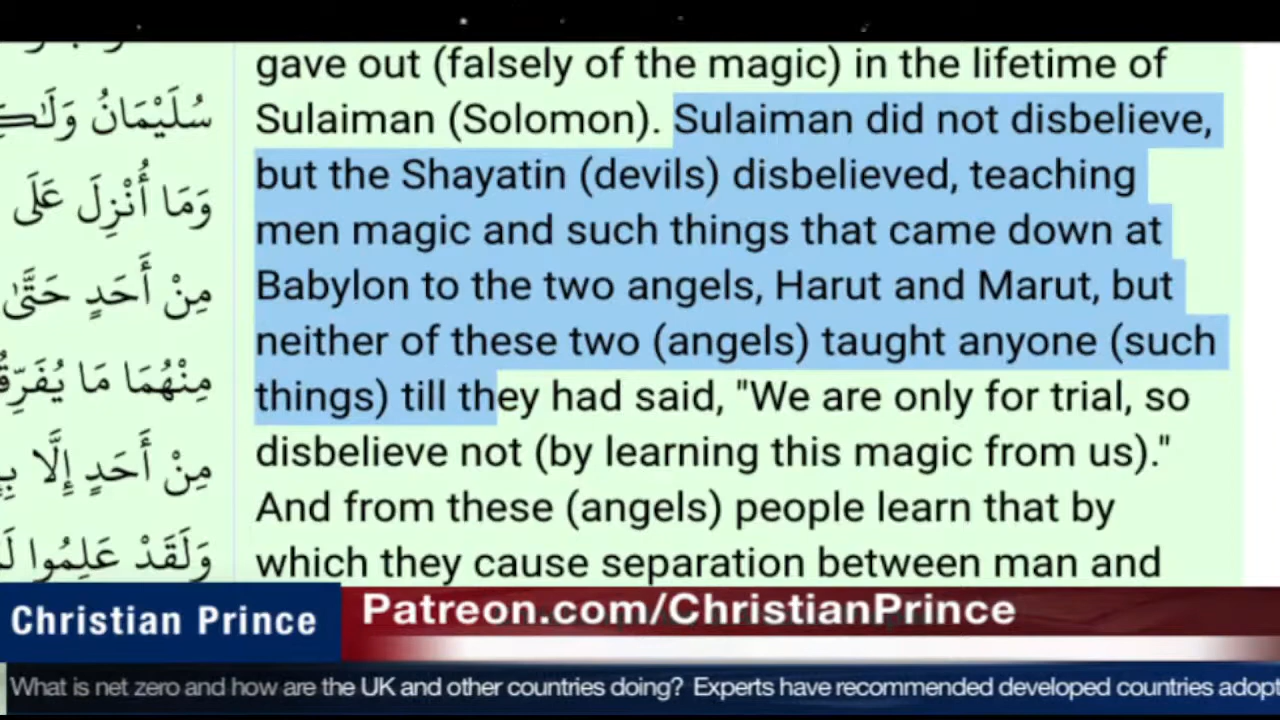 gave out (falsely of the magic) in the lifetime of
سُلَيْمَانُ
Sulaiman (Solomon). Sulaiman did not disbelieve,
but the Shayatin (devils) disbelieved, teaching
وَمَا أُنْزِلَ عَلَى
men magic and such things that came down at
مِنْ أَحَدٍ حَتَّىٰ
Babylon to the two angels, Harut and Marut, but
neither of these two (angels) taught anyone (such
مِنْهُمَا مَا
things) till they had said, "We are only for trial, so
disbelieve not (by learning this magic from us)."
مِنْ أَحَدٍ إِلَّا
And from these (angels) people learn that by
وَلَقَدْ عَلِمُوا
which they cause separation between man and
Christian Prince
Patreon.com/ChristianPrince
What is net zero and how are the UK and other countries doing? Experts have recommended developed countries adopt